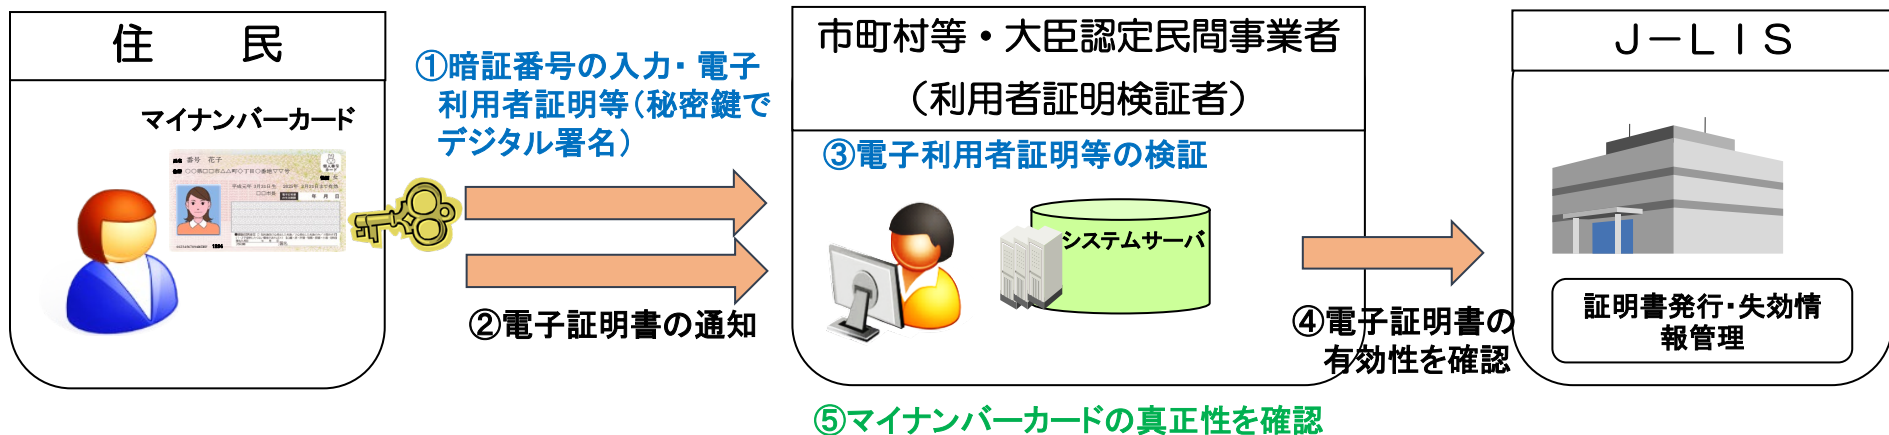 住　民
マイナンバーカード
番号　花子
①暗証番号の入力・電子
利用者証明等（秘密鍵で
デジタル署名）
②電子証明書の通知
市町村等・大臣認定民間事業者
（利用者証明検証者）
③電子利用者証明等の検証
システムサーバ
④電子証明書の
有効性を確認
⑤マイナンバーカードの真正性を確認
Ｊ－ＬＩＳ
証明書発行・失効情
報管理